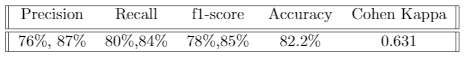 Precision Recall f1-score Accuracy Cohen Kappa
76%, 87% 80%,84% 78%,85% 82.2% 0.631